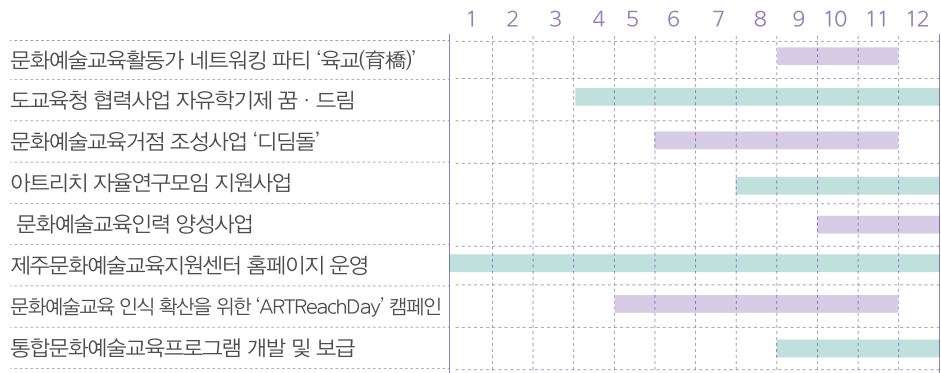 1 2 3 4 5 6 7 8 9 10 11 12
문화예술교육활동가 네트워킹 파티 ‘육교(育橋)’
도교육청 협력사업 자유학기제 꿈 · 드림
문화예술교육거점 조성사업 ‘디딤돌’
아트리치 자율연구모임 지원사업
문화예술교육인력 양성사업
제주문화예술교육지원센터 홈페이지 운영
문화예술교육 인식 확산을 위한 ‘ARTReachDay’ 캠페인
통합문화예술교육프로그램 개발 및 보급